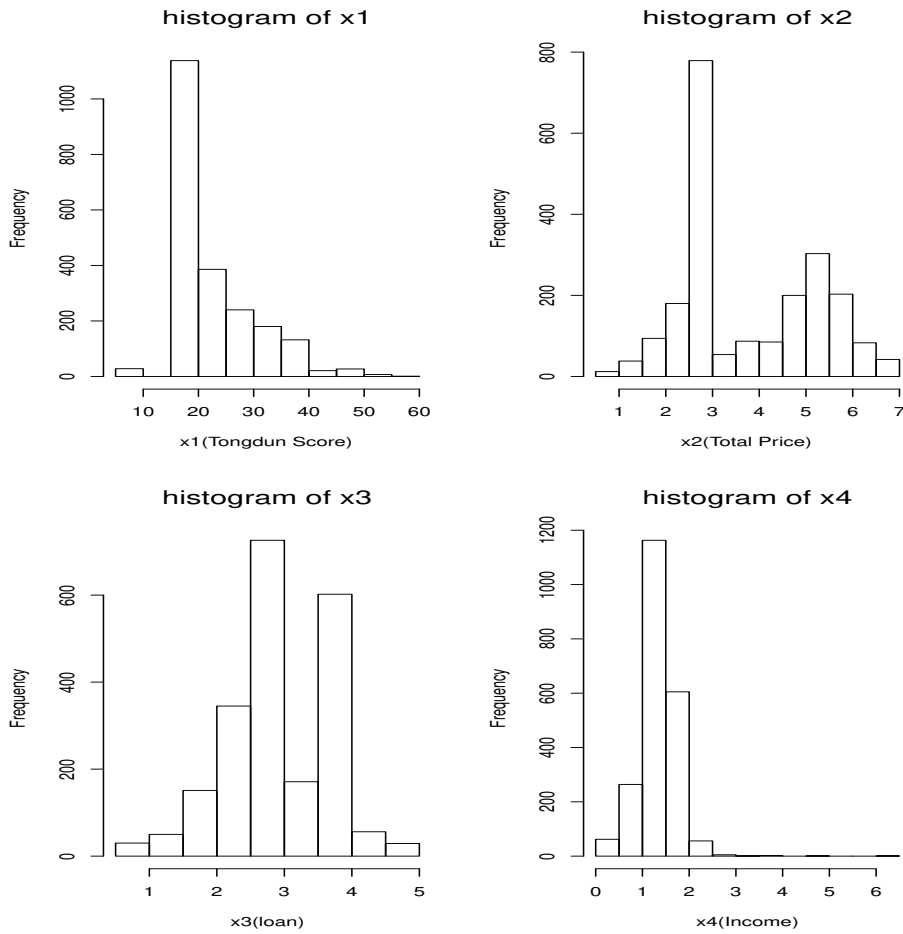 histogram of x1
Frequency
0 200 400 600 800 1000
10 20 30 40 50 60
x1(Tongdun Score)
histogram of x2
Frequency
0 200 400 600 800
1 2 3 4 5 6 7
x2(Total Price)
histogram of x3
Frequency
0 200 400 600
1 2 3 4 5
x3(loan)
histogram of x4
Frequency
0 200 400 600 800 1000 1200
0 1 2 3 4 5 6
x4(Income)